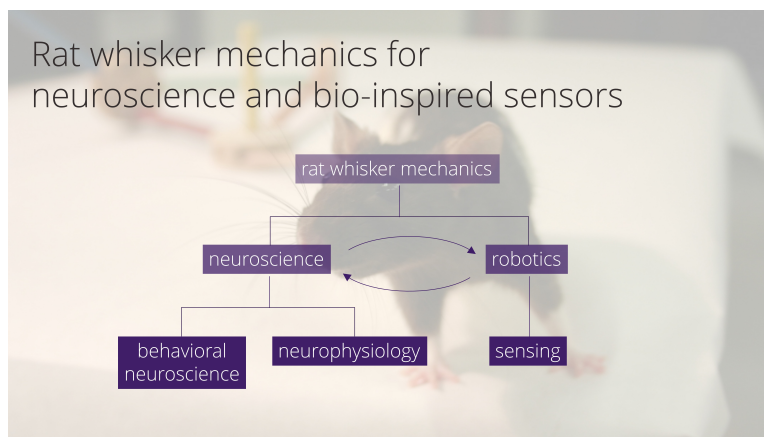 Rat whisker mechanics for
neuroscience and bio-inspired sensors
rat whisker mechanics
neuroscience
robotics
behavioral
neuroscience
neurophysiology
sensing